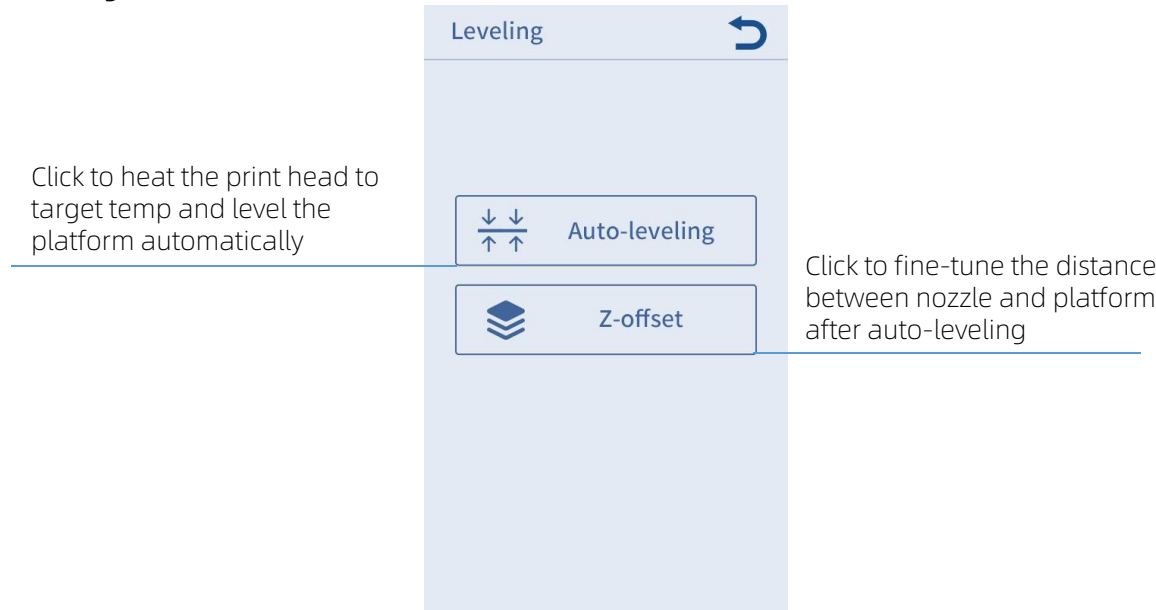 Leveling
Click to heat the print head to
target temp and level the
platform automatically
Auto-leveling
Z-offset
Click to fine-tune the distance
between nozzle and platform
after auto-leveling